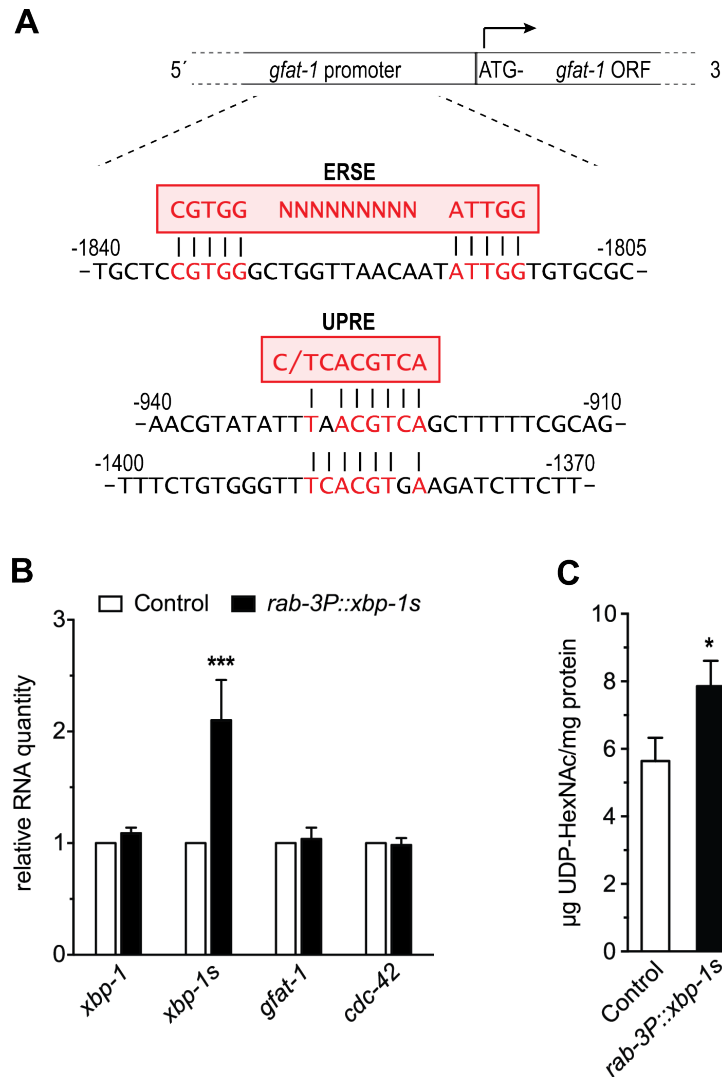 A
5´ gfat-1 promoter ATG- gfat-1 ORF 3
ERSE
CGTGG NNNNNNNNN ATTGG
-1840 -1805
–TGCTCCGTGGGCTGGTTAACAATATTGGTGTGCGC–
UPRE
C/TCACGTCA
-940 -910
–AACGTATATTTAACGTCAGCTTTTTCGCAG–
-1400 -1370
–TTTCTGTGGGTTTCACGTGAAGATCTTCTT–
B
Control rab-3P::xbp-1s
relative RNA quantity
3
2
1
0
***
xbp-1 xbp-1s gfat-1 cdc-42
C
µg UDP-HexNAc/mg protein
10
8
6
4
2
0
*
Control rab-3P::xbp-1s